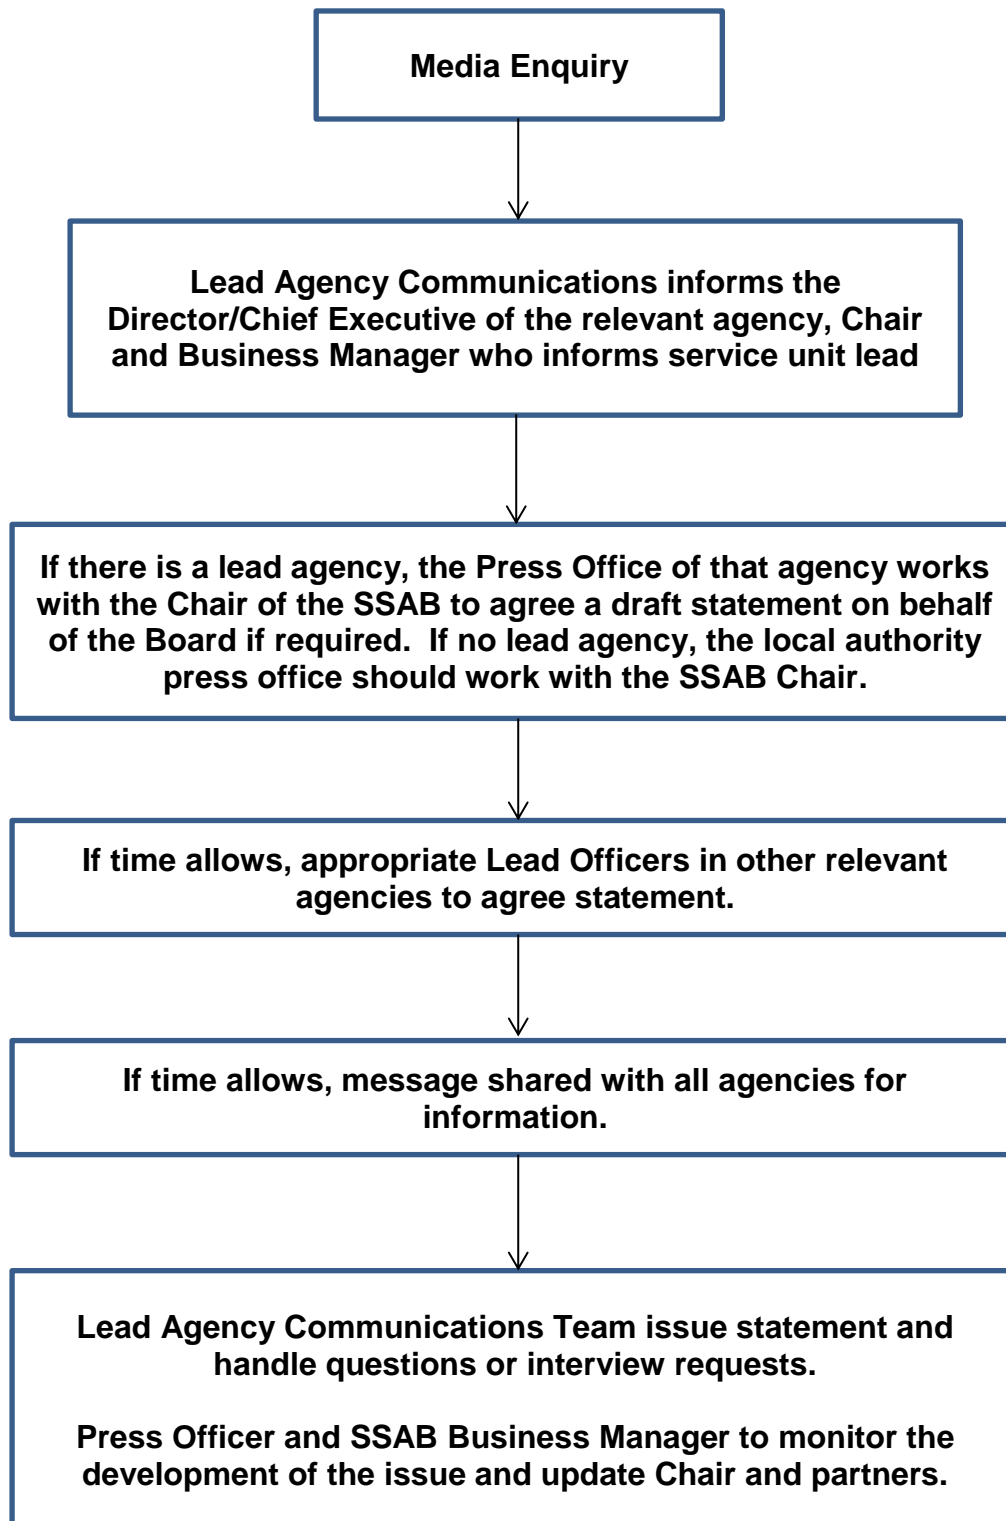 Media Enquiry
Lead Agency Communications informs the
Director/Chief Executive of the relevant agency, Chair
and Business Manager who informs service unit lead
If there is a lead agency, the Press Office of that agency works
with the Chair of the SSAB to agree a draft statement on behalf
of the Board if required.  If no lead agency, the local authority
press office should work with the SSAB Chair.
If time allows, appropriate Lead Officers in other relevant
agencies to agree statement.
If time allows, message shared with all agencies for
information.
Lead Agency Communications Team issue statement and
handle questions or interview requests.
Press Officer and SSAB Business Manager to monitor the
development of the issue and update Chair and partners.